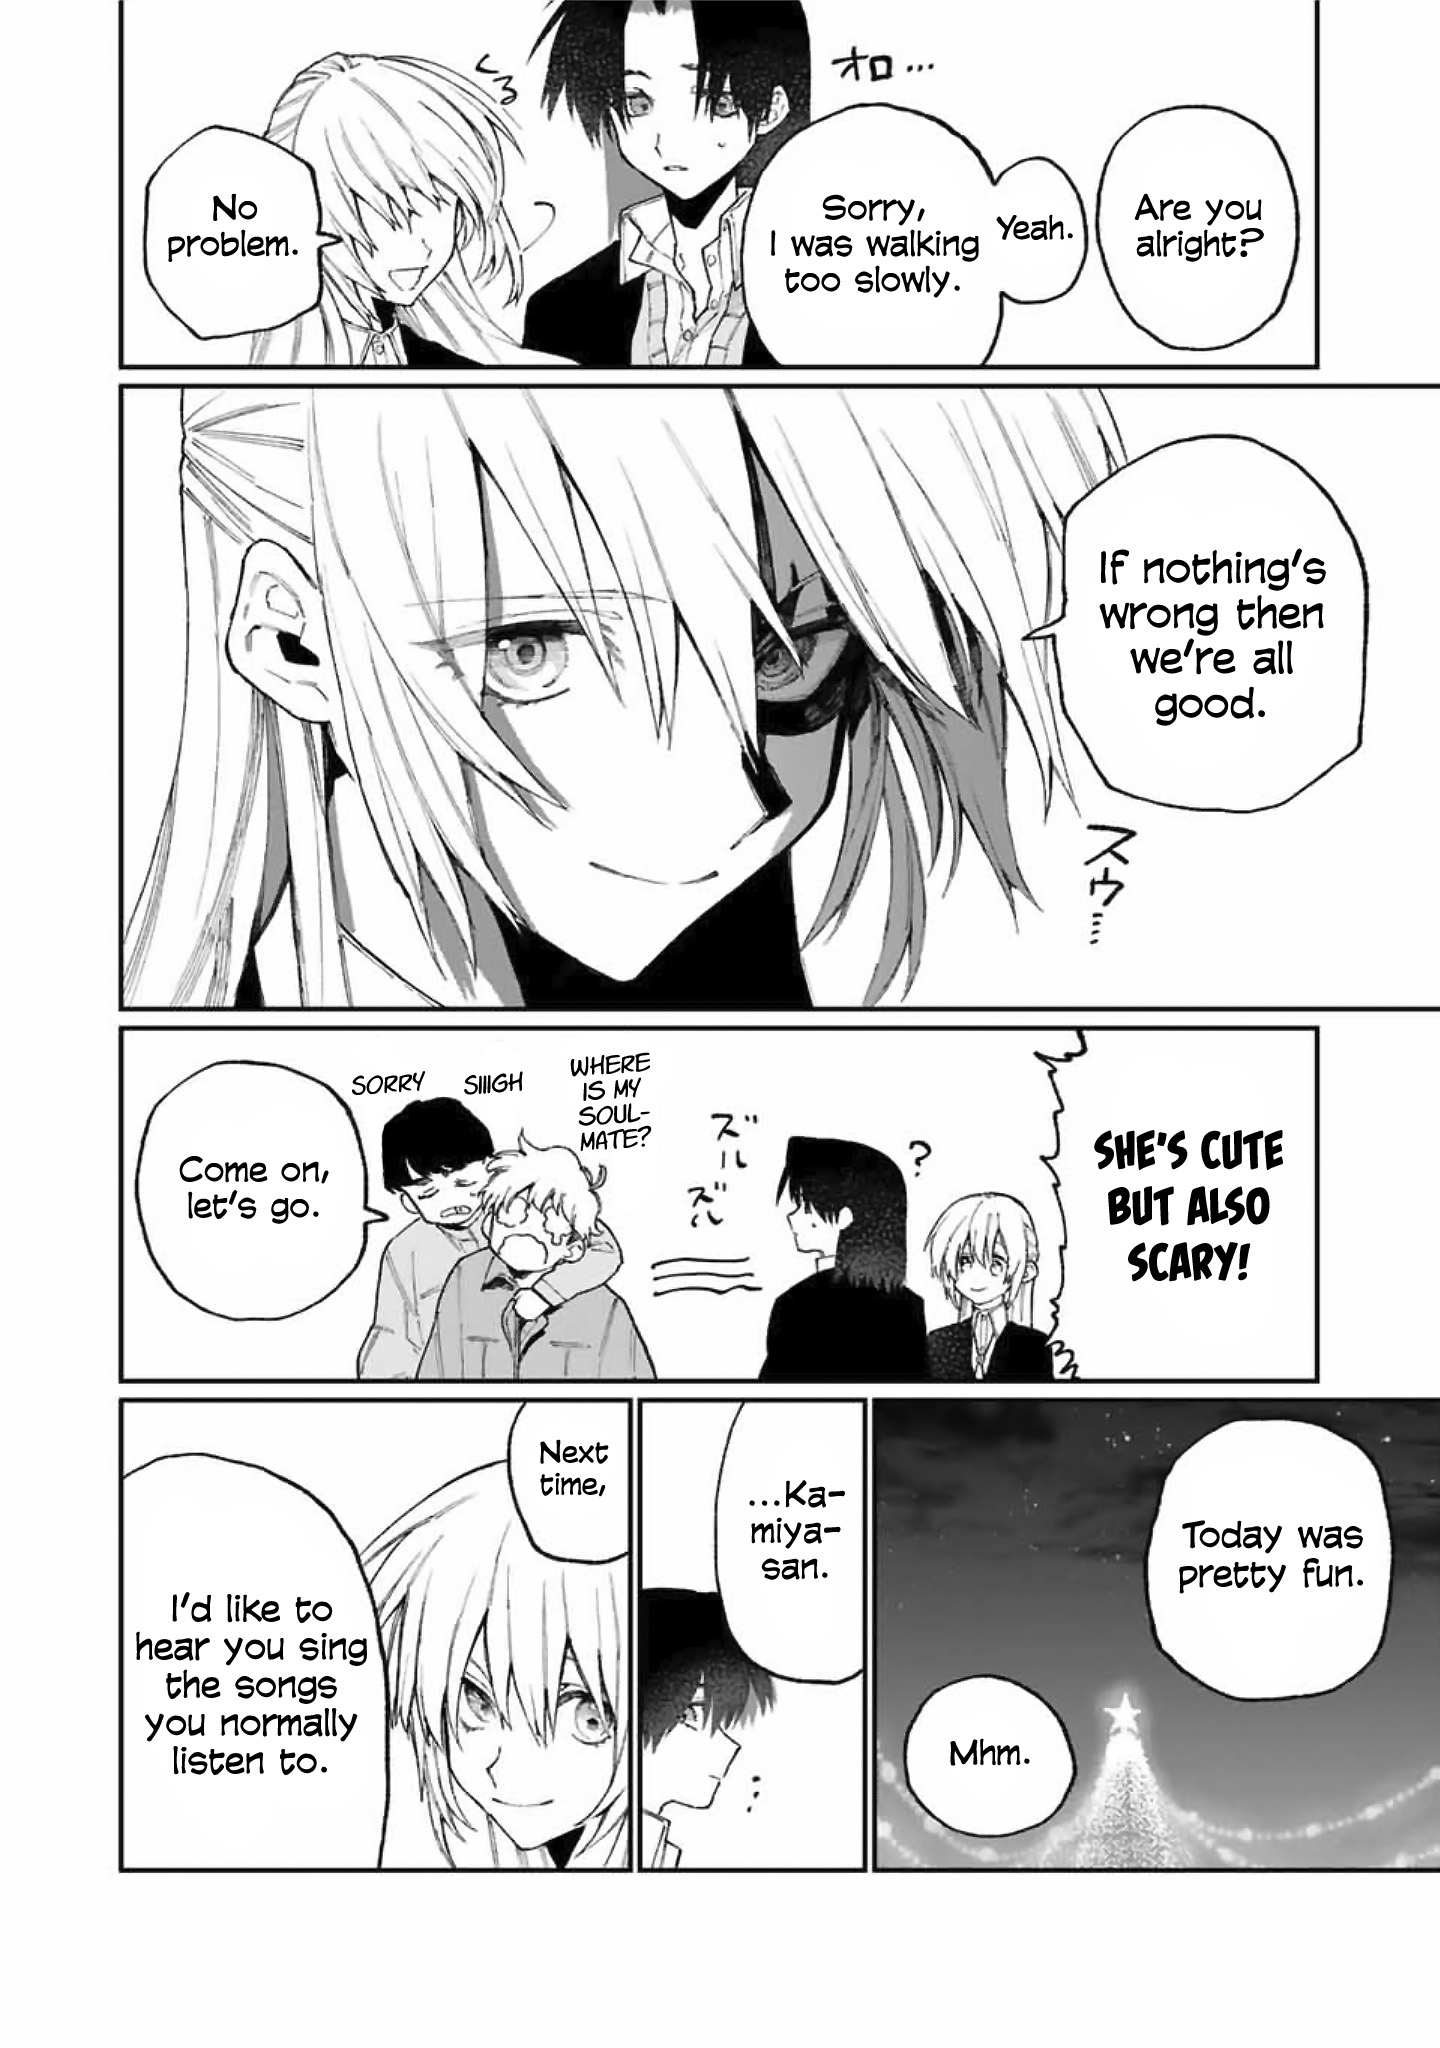 Are you
alright?
Yeah.
Sorry,
I was walking
too slowly.
オロ…
くる
No
problem.
If nothing's
wrong then
we're all
good.
スゥ……
SHE'S CUTE
BUT ALSO
SCARY!
?
ズルズル
WHERE
IS MY
SOUL-
MATE?
SIIIGH
SORRY
Come on,
let's go.
Today was
pretty fun.
Mhm.
...Ka-
miya-
san.
Next
time,
I'd like to
hear you sing
the songs
you normally
listen to.